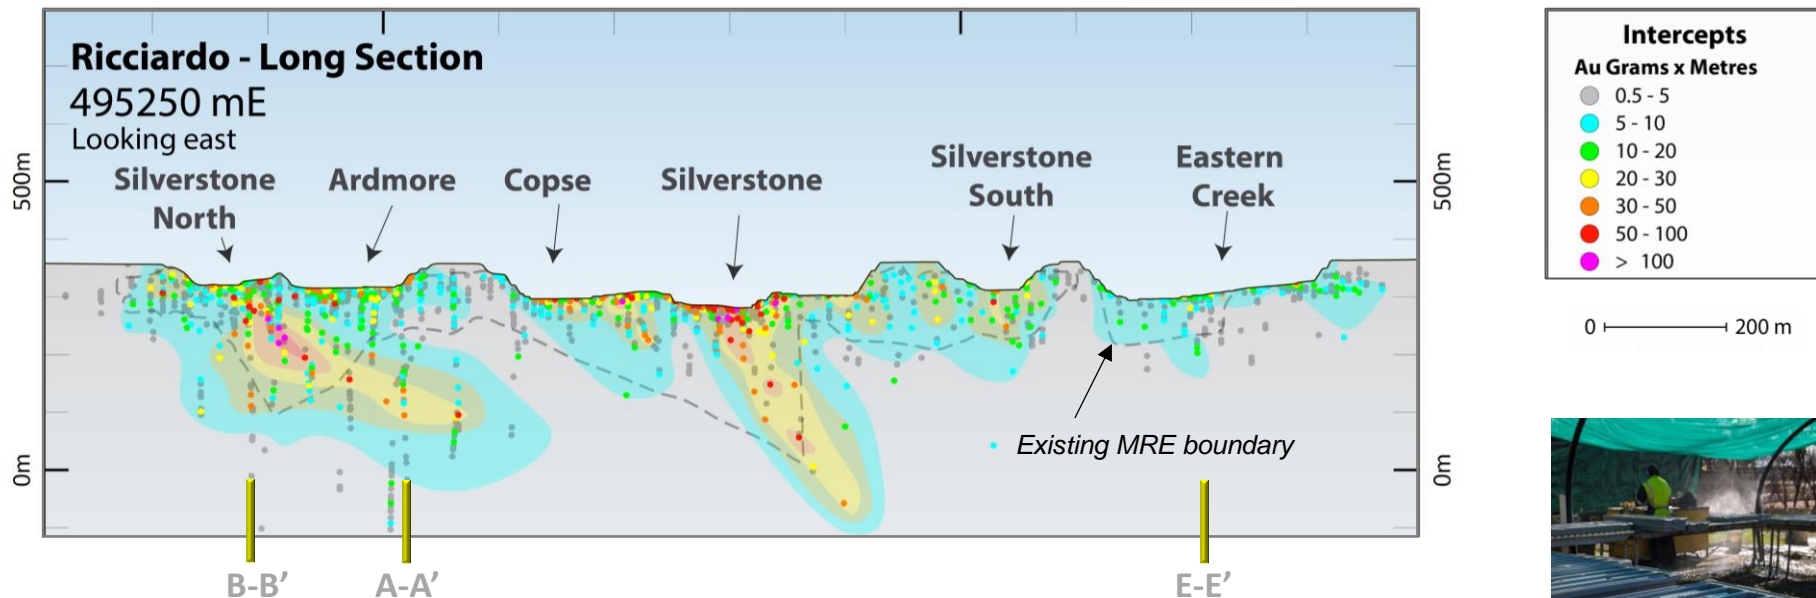 Ricciardo - Long Section
495250 mE
Looking east
Silverstone
North
Ardmore
Copse
Silverstone
Silverstone
South
Eastern
Creek
500m
0m
500m
0m
Existing MRE boundary
B-B’
A-A’
E-E’
Intercepts
Au Grams x Metres
0.5 - 5
5 - 10
10 - 20
20 - 30
30 - 50
50 - 100
> 100
0
200 m